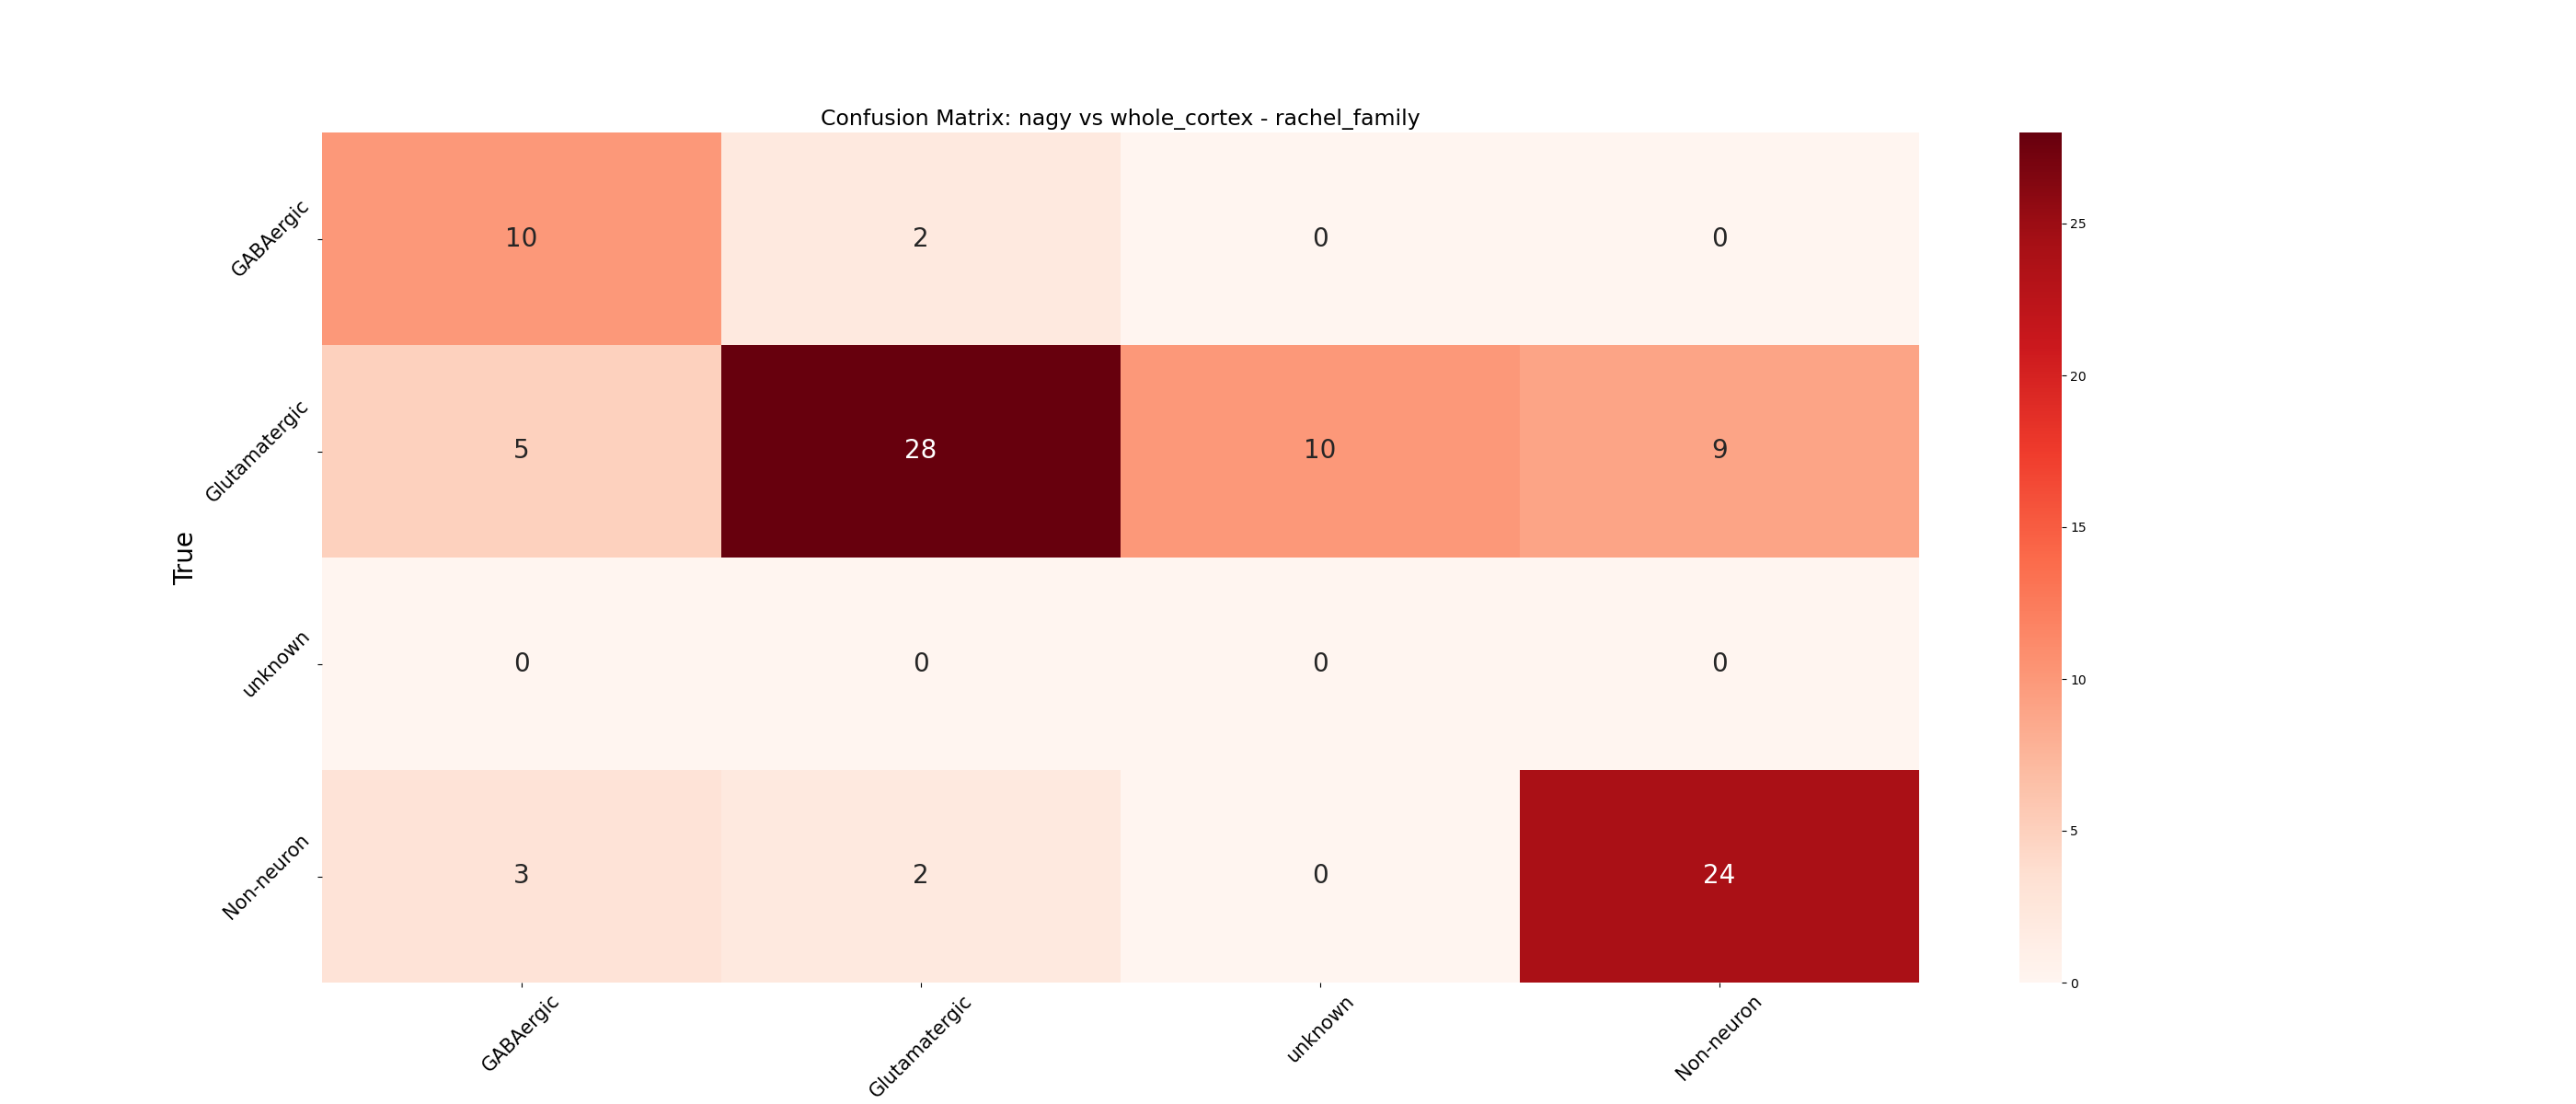 Confusion Matrix: nagy vs whole_cortex - rachel_family
True
GABAergic
10 2 0 0
Glutamatergic
5 28 10 9
unknown
0 0 0 0
Non-neuron
3 2 0 24
GABAergic Glutamatergic unknown Non-neuron
25
20
15
10
5
0